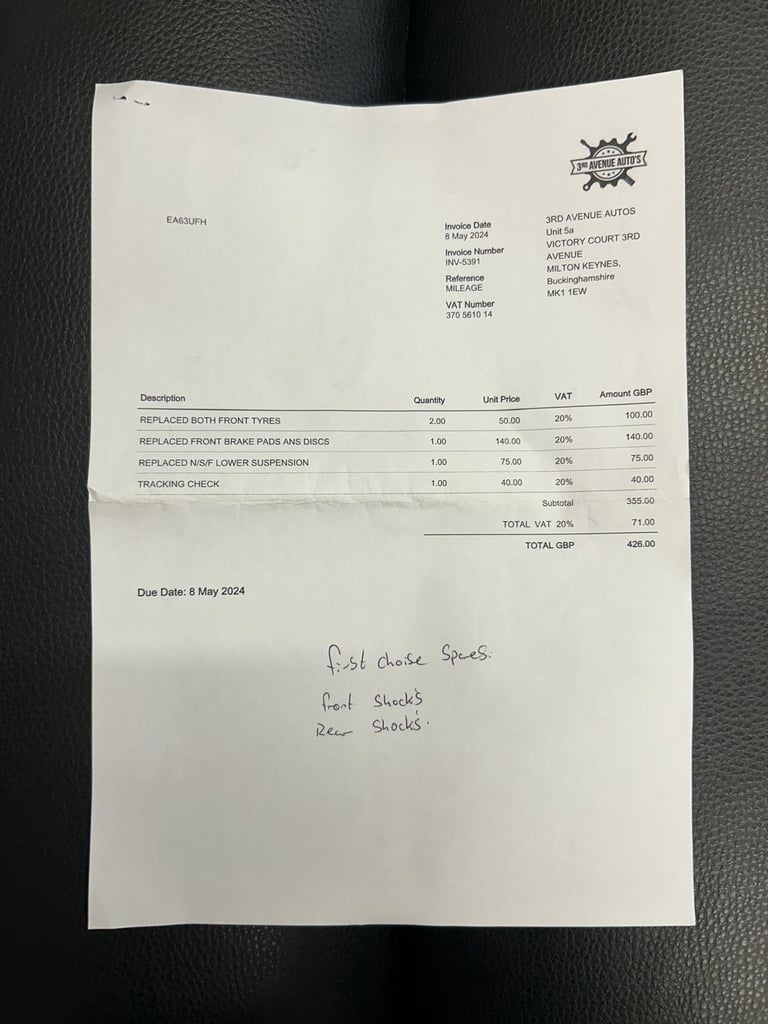 3RD AVENUE AUTO'S
EA63UFH
Invoice Date
8 May 2024
Invoice Number
INV-5391
Reference
MILEAGE
VAT Number
370 5610 14
3RD AVENUE AUTOS
Unit 5a
VICTORY COURT 3RD
AVENUE
MILTON KEYNES,
Buckinghamshire
MK1 1EW
Description Quantity Unit Price VAT Amount GBP
REPLACED BOTH FRONT TYRES 2.00 50.00 20% 100.00
REPLACED FRONT BRAKE PADS ANS DISCS 1.00 140.00 20% 140.00
REPLACED N/S/F LOWER SUSPENSION 1.00 75.00 20% 75.00
TRACKING CHECK 1.00 40.00 20% 40.00
Subtotal 355.00
TOTAL VAT 20% 71.00
TOTAL GBP 426.00
Due Date: 8 May 2024
first choise Spares.
front Shock's
Rear Shock's.